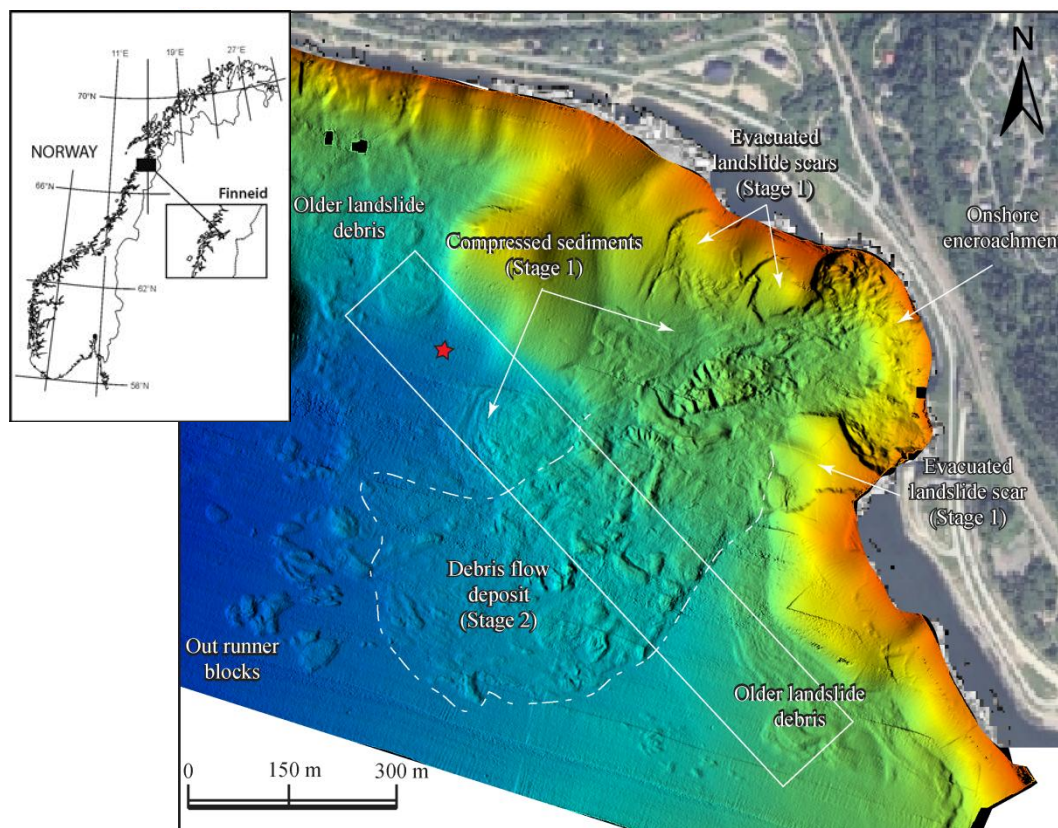 11°E
19°E
27°E
70°N
NORWAY
66°N
Finneid
62°N
58°N
N
Evacuated
landslide scars
(Stage 1)
Older landslide
debris
Compressed sediments
(Stage 1)
Onshore
encroachment
Evacuated
landslide scar
(Stage 1)
Debris flow
deposit
(Stage 2)
Out runner
blocks
Older landslide
debris
0
150 m
300 m